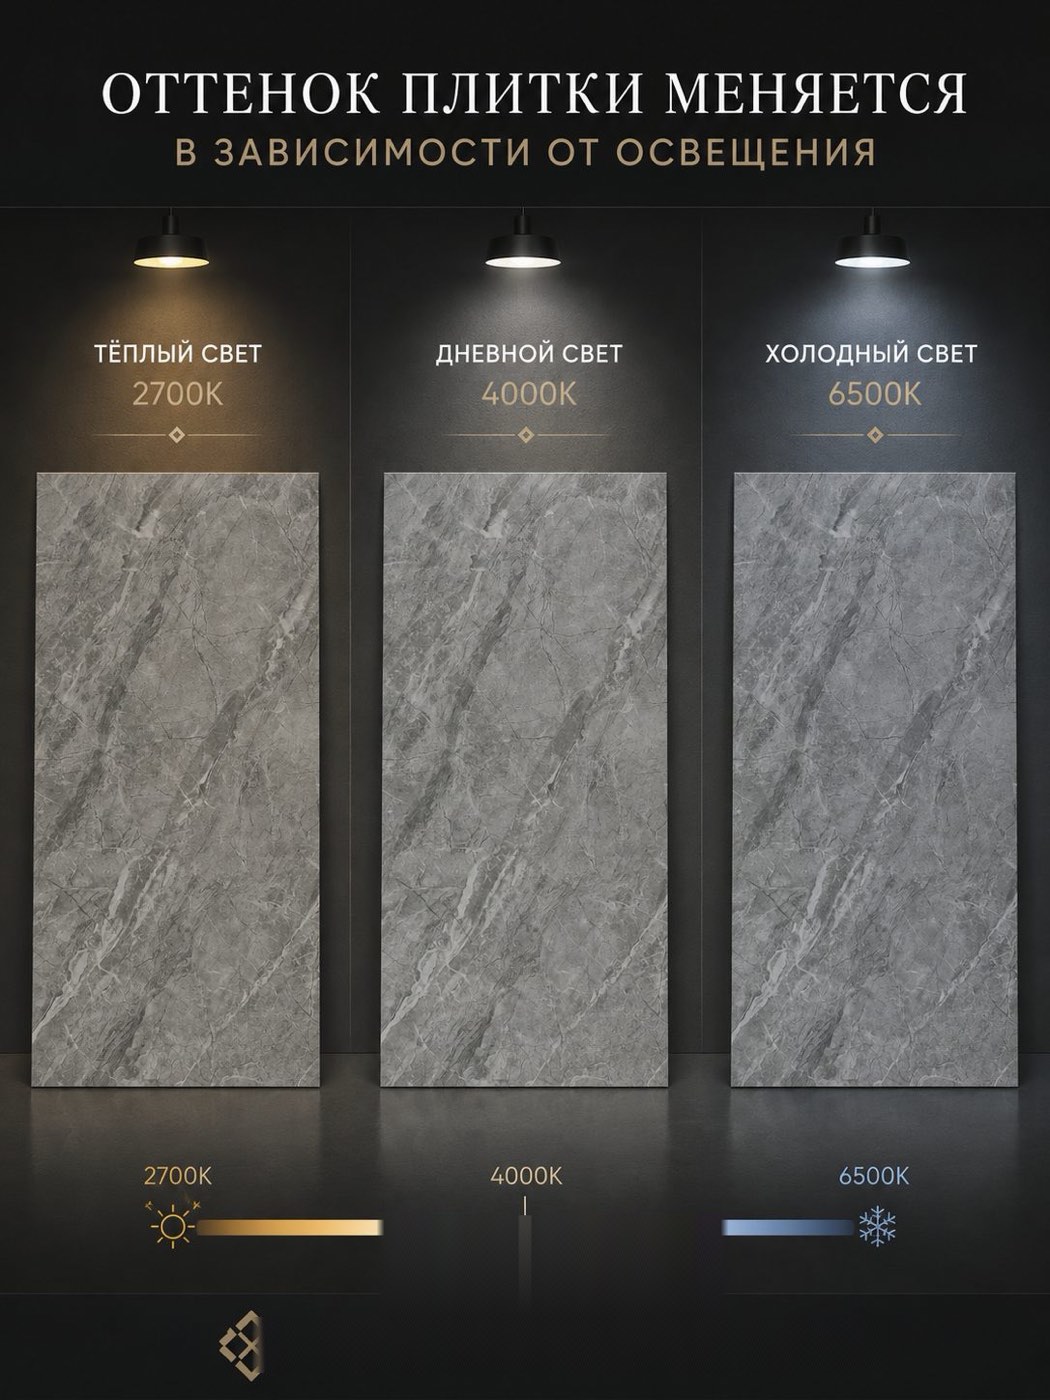 ОТТЕНОК ПЛИТКИ МЕНЯЕТСЯ
В ЗАВИСИМОСТИ ОТ ОСВЕЩЕНИЯ
ТЁПЛЫЙ СВЕТ
2700K
ДНЕВНОЙ СВЕТ
4000K
ХОЛОДНЫЙ СВЕТ
6500K
2700K
4000K
6500K